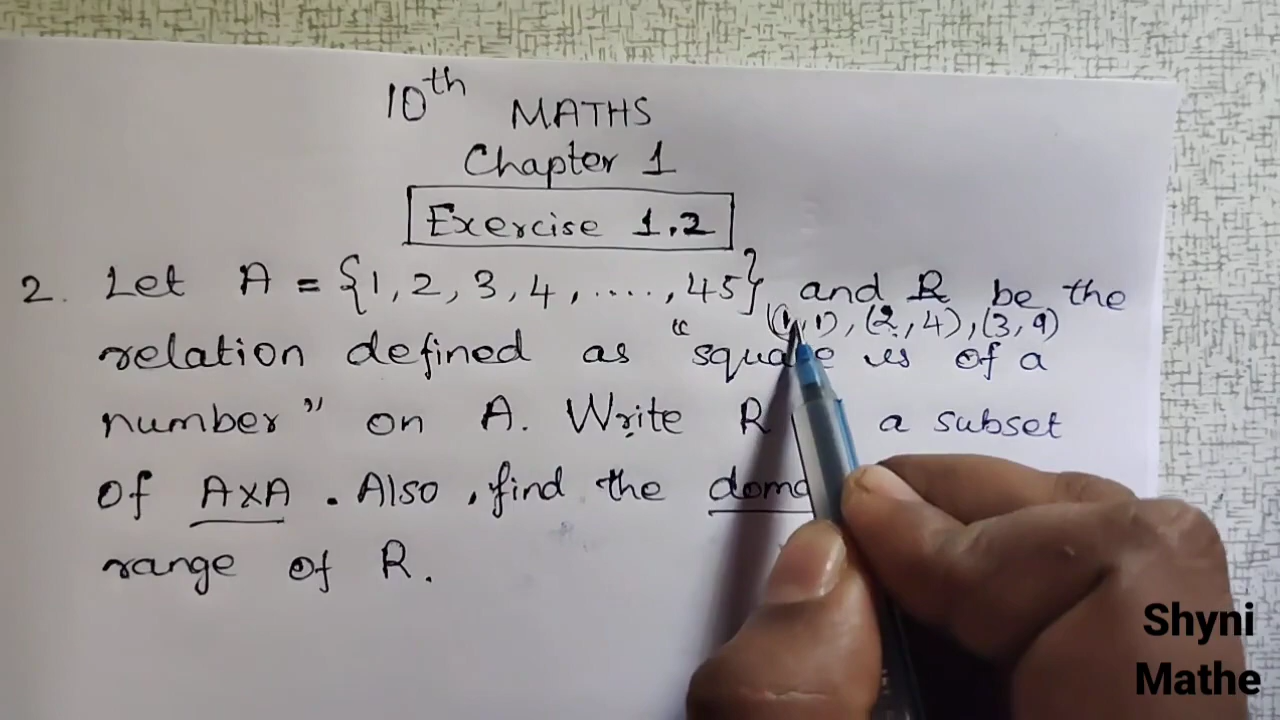 10th MATHS
Chapter 1
Exercise 1.2
2. Let A = {1, 2, 3, 4, ...., 45} and R be the
(1,1), (2,4), (3,9)
relation defined as "square is of a
number" on A. Write R a subset
of A×A. Also, find the
range of R.
Shyni
Mathe